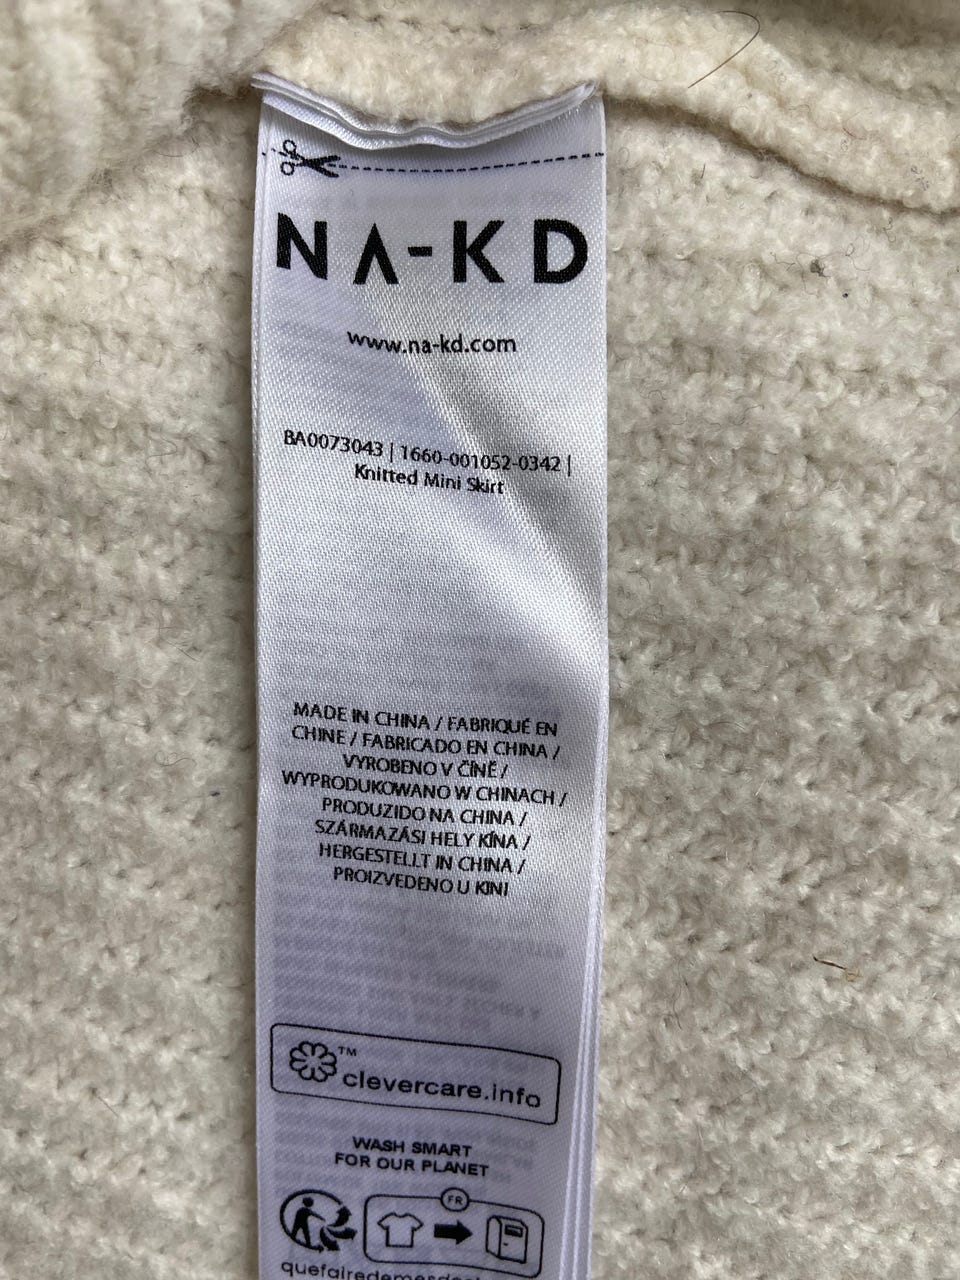 NA-KD
www.na-kd.com
BA0073043 | 1660-001052-0342 |
Knitted Mini Skirt
MADE IN CHINA / FABRIQUÉ EN
CHINE / FABRICADO EN CHINA /
VYROBENO V ČÍNĚ /
WYPRODUKOWANO W CHINACH /
PRODUZIDO NA CHINA /
SZÁRMAZÁSI HELY KÍNA /
HERGESTELLT IN CHINA /
PROIZVEDENO U KINI
™
clevercare.info
WASH SMART
FOR OUR PLANET
FR